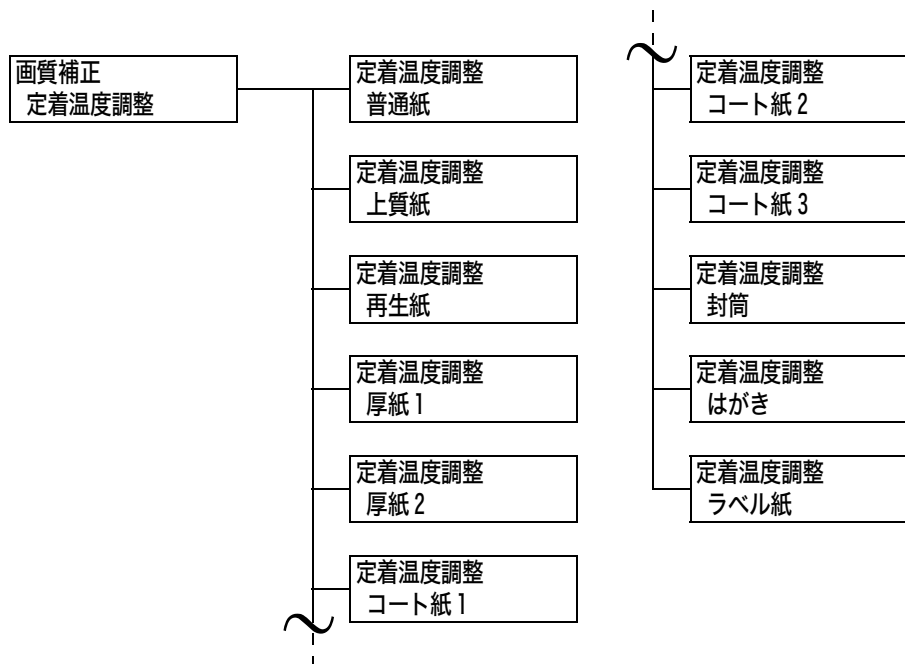 画質補正
定着温度調整
定着温度調整
普通紙
定着温度調整
上質紙
定着温度調整
再生紙
定着温度調整
厚紙1
定着温度調整
厚紙2
定着温度調整
コート紙1
定着温度調整
コート紙2
定着温度調整
コート紙3
定着温度調整
封筒
定着温度調整
はがき
定着温度調整
ラベル紙